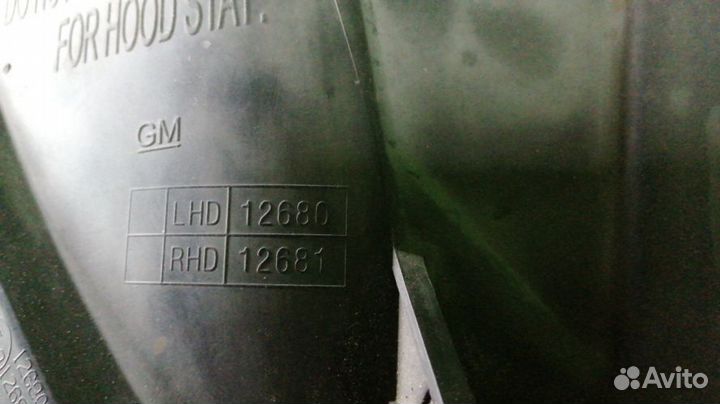 FOR HOOD STAY.
GM
LHD 12680
RHD 12681
Avito